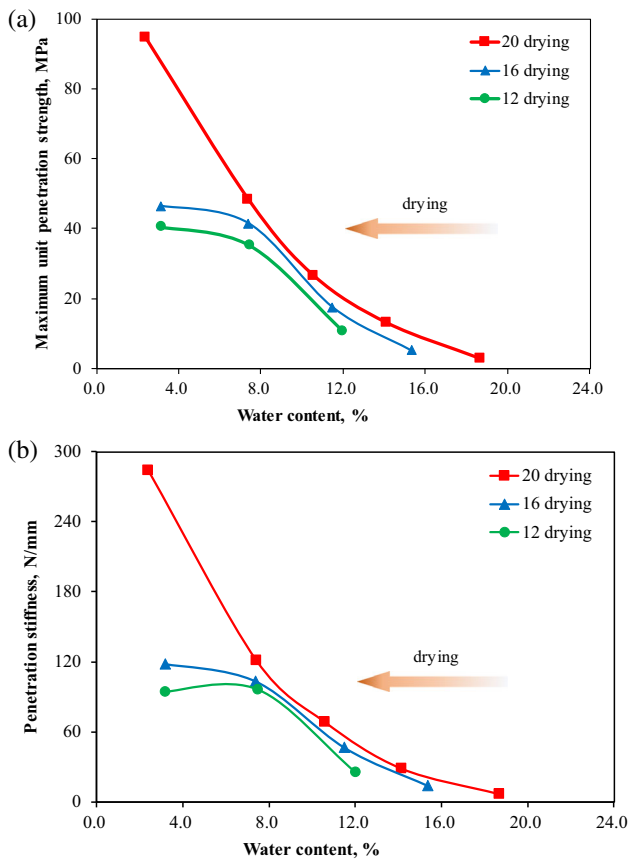 (a)
Maximum unit penetration strength, MPa
100
80
60
40
20
0
20 drying
16 drying
12 drying
drying
0.0 4.0 8.0 12.0 16.0 20.0 24.0
Water content, %
(b)
Penetration stiffness, N/mm
300
240
180
120
60
0
20 drying
16 drying
12 drying
drying
0.0 4.0 8.0 12.0 16.0 20.0 24.0
Water content, %